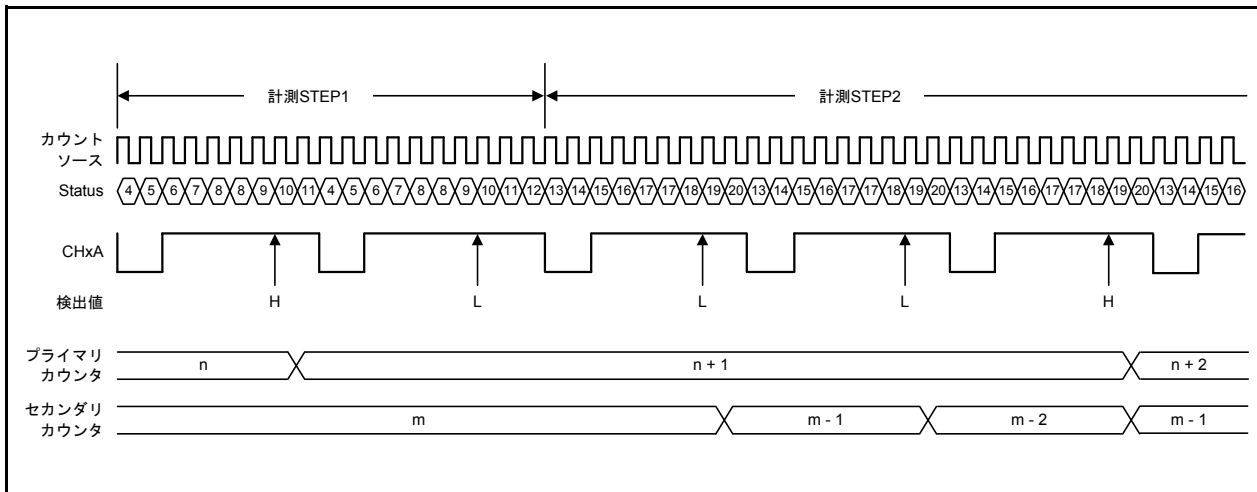 計測STEP1 計測STEP2
カウント
ソース
Status 4 5 6 7 8 8 9 10 11 4 5 6 7 8 8 9 10 11 12 13 14 15 16 17 17 18 19 20 13 14 15 16 17 17 18 19 20 13 14 15 16 17 17 18 19 20 13 14 15 16
CHxA
検出値 H L L L H
プライマリ
カウンタ n n + 1 n + 2
セカンダリ
カウンタ m m - 1 m - 2 m - 1